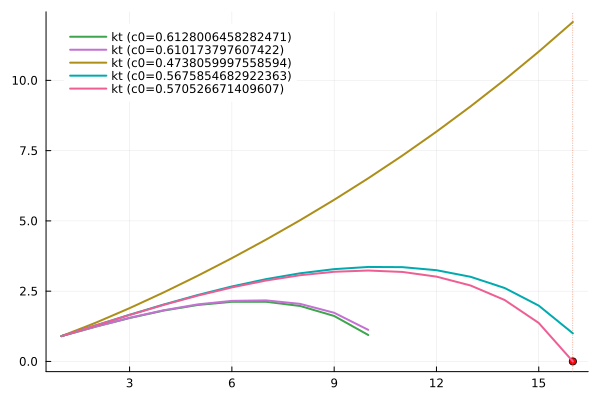 kt (c0=0.6128006458282471)
kt (c0=0.610173797607422)
kt (c0=0.4738059997558594)
kt (c0=0.5675854682922363)
kt (c0=0.570526671409607)
10.0
7.5
5.0
2.5
0.0
3 6 9 12 15